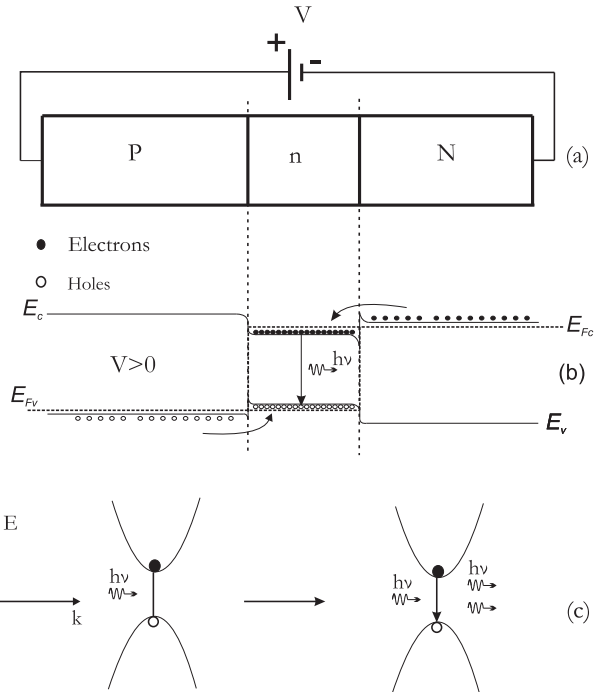 V
+ -
P n N (a)
Electrons
Holes
E_c
E_Fc
V>0
hν
(b)
E_Fv
E_v
E
hν
hν
hν
k
(c)